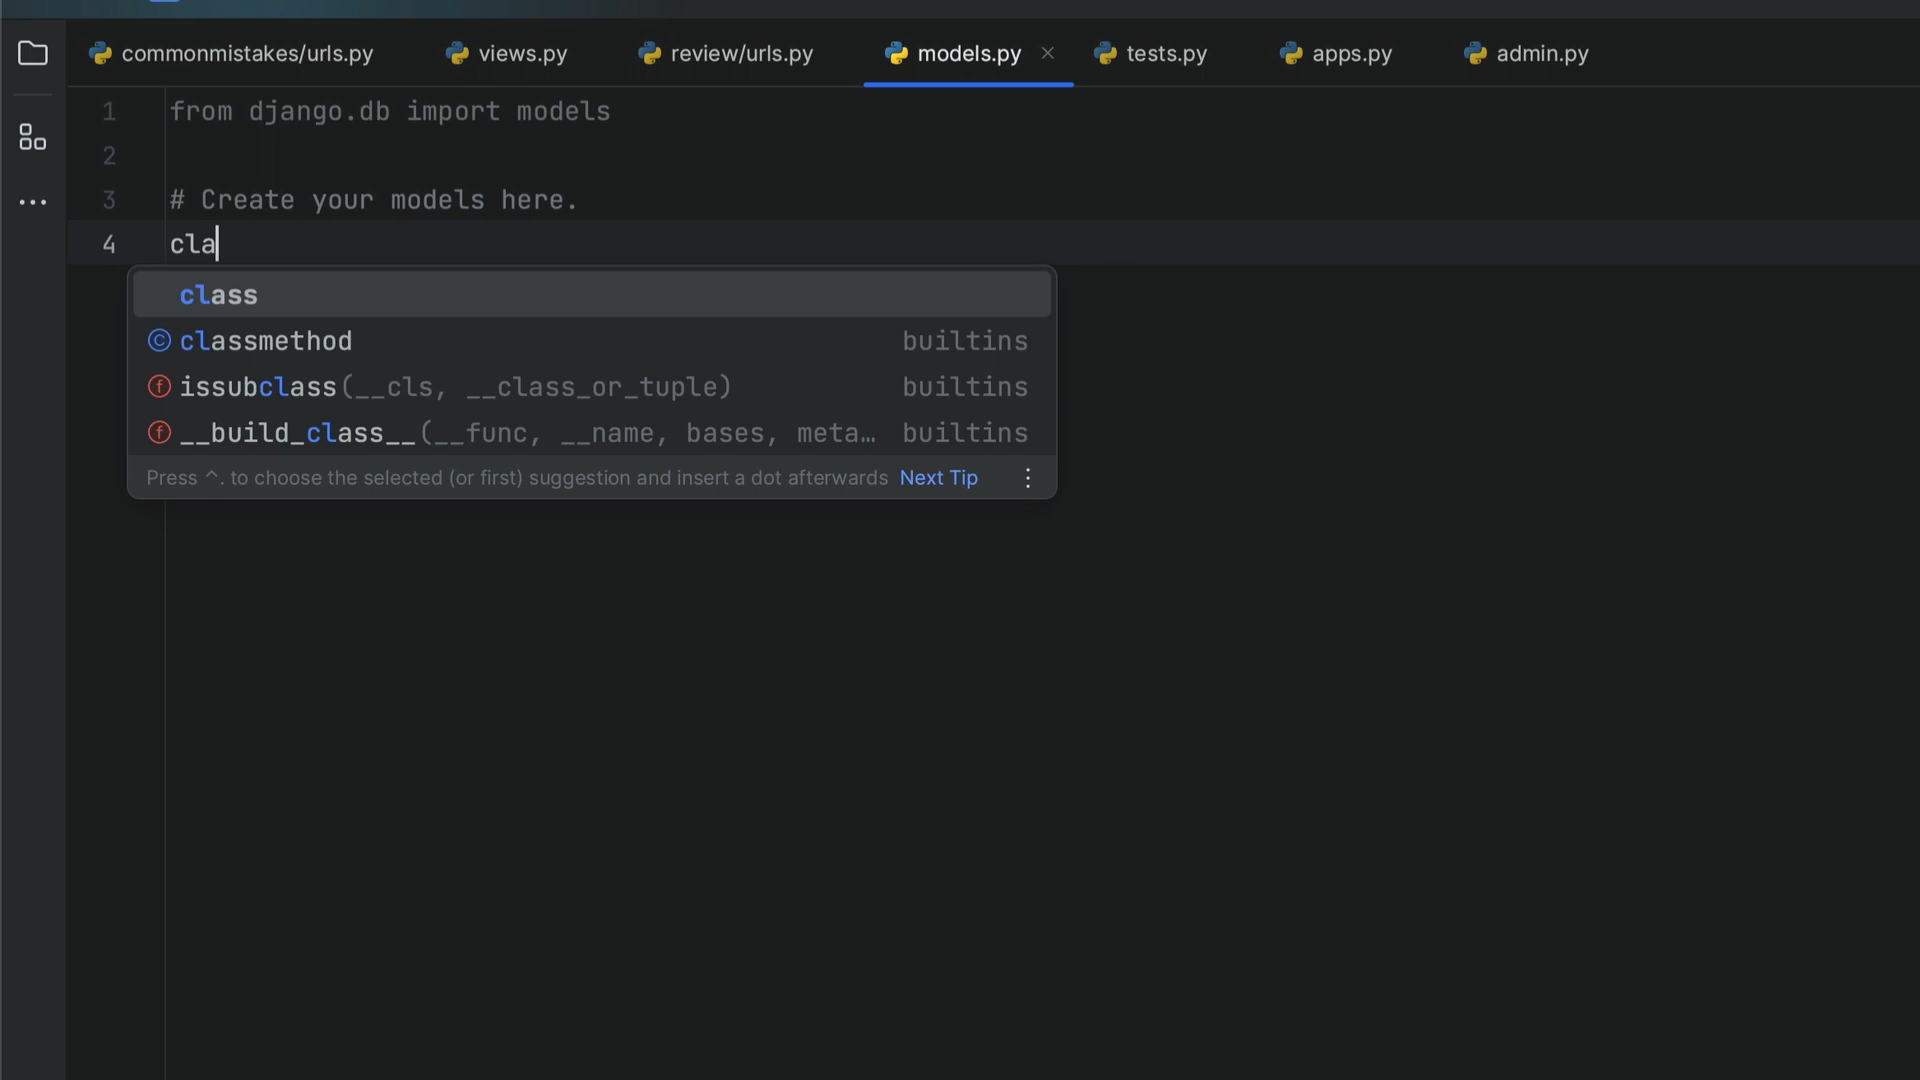 commonmistakes/urls.py views.py review/urls.py models.py tests.py apps.py admin.py
1 from django.db import models
2
3 # Create your models here.
4 cla
class
classmethod builtins
issubclass(__cls, __class_or_tuple) builtins
__build_class__(__func, __name, bases, meta… builtins
Press ^. to choose the selected (or first) suggestion and insert a dot afterwards Next Tip